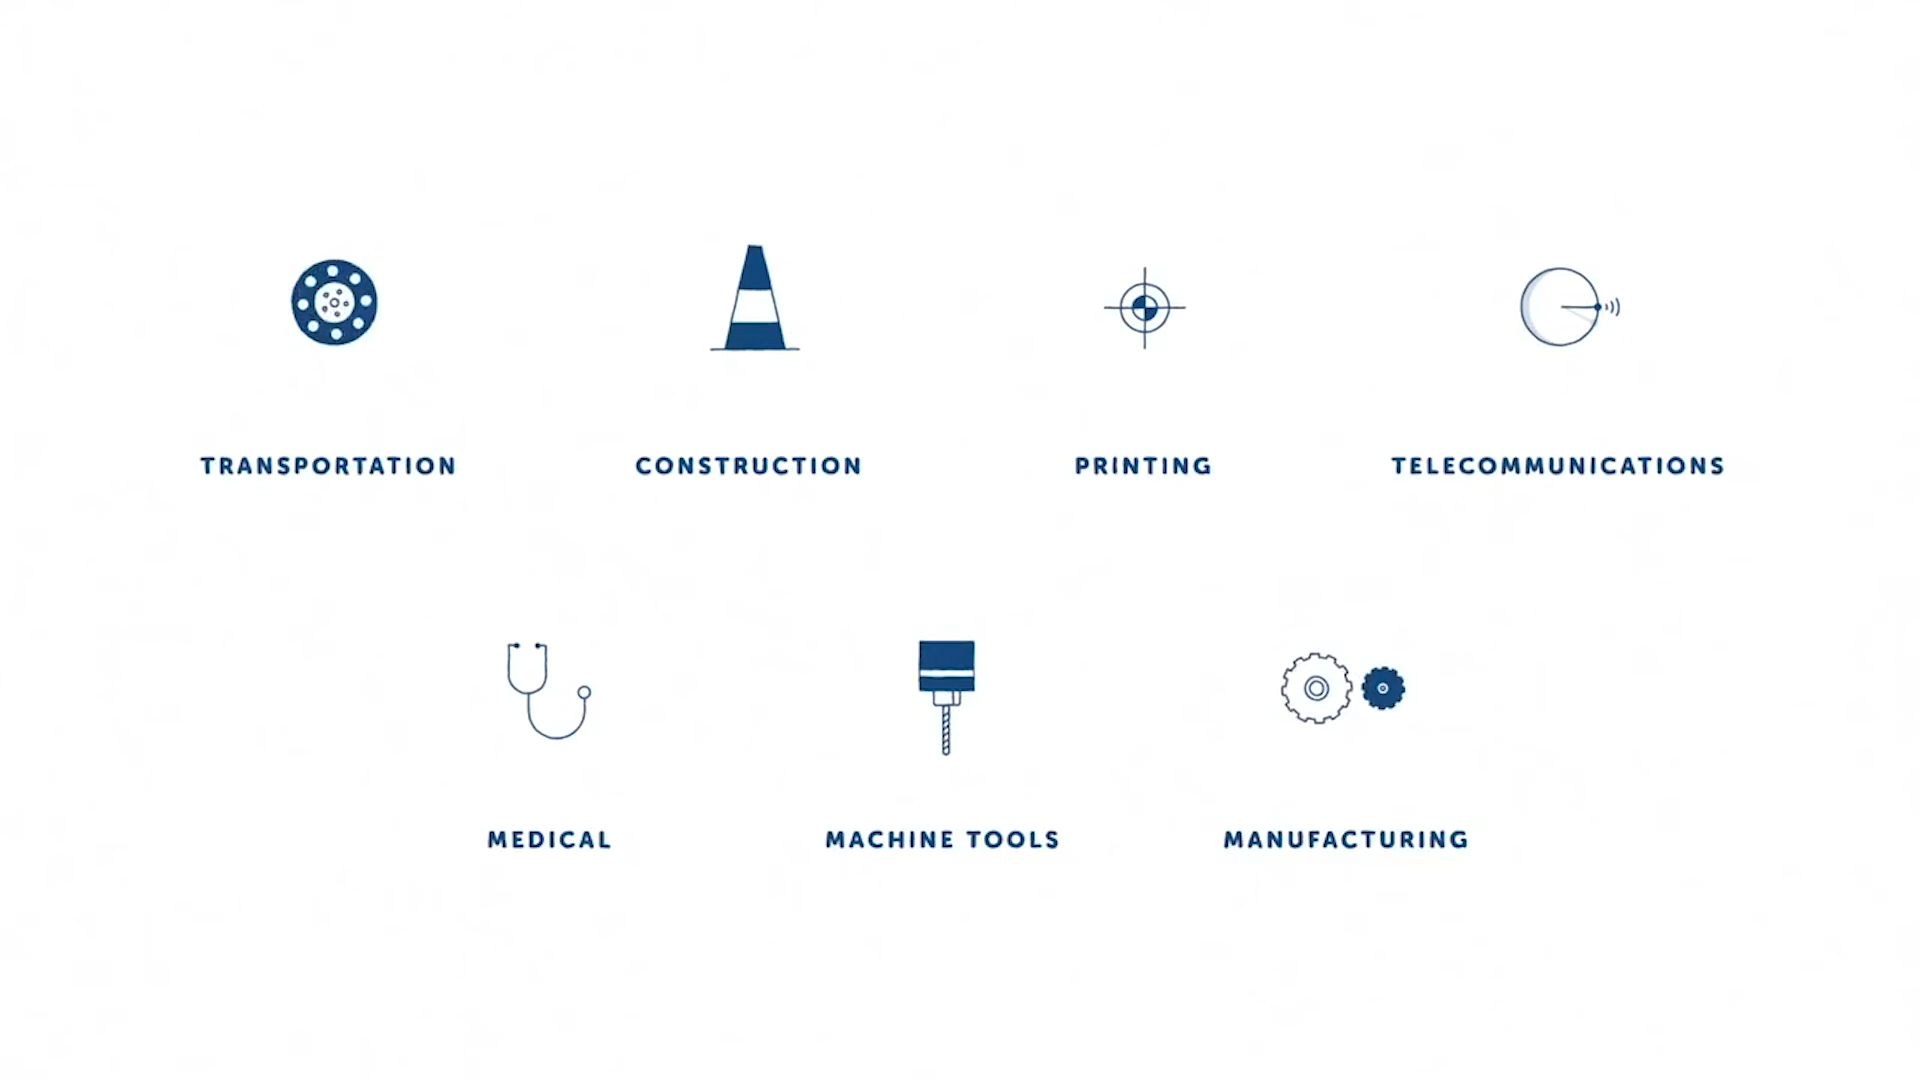 TRANSPORTATION
CONSTRUCTION
PRINTING
TELECOMMUNICATIONS
MEDICAL
MACHINE TOOLS
MANUFACTURING